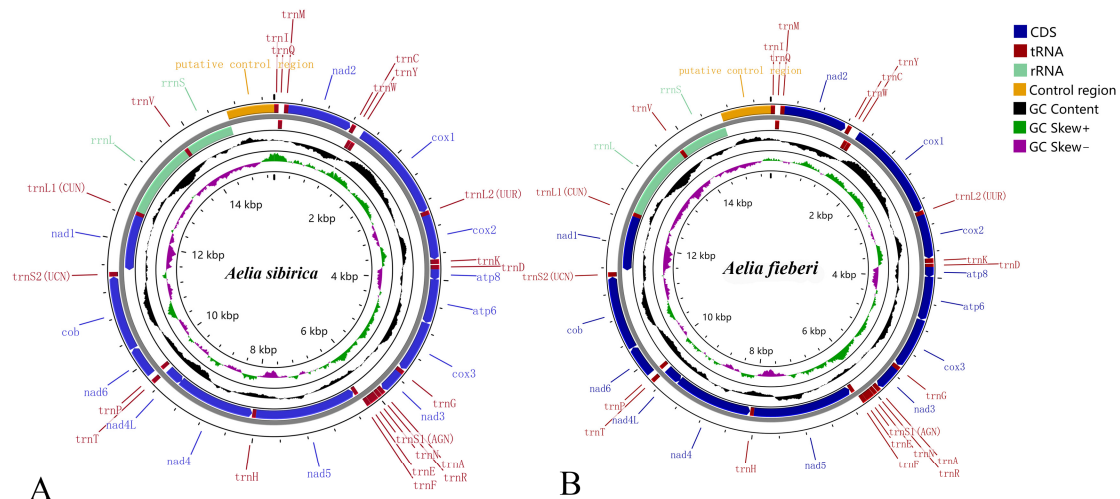 trnM
trnI
trnQ
putative control region
nad2
trnC
trnY
trnW
rrnS
trnV
cox1
rrnL
trnL1(CUN)
trnL2(UUR)
nad1
cox2
trnS2(UCN)
trnK
trnD
atp8
atp6
cob
cox3
nad6
trnG
nad3
trnP
trnT
nad4L
trnS1(AGN)
trnN
trnA
trnR
trnE
trnF
nad4
trnH
nad5
14 kbp
2 kbp
12 kbp
4 kbp
10 kbp
6 kbp
8 kbp
Aelia sibirica
A
trnM
trnI
trnQ
putative control region
nad2
trnY
trnC
trnW
rrnS
trnV
cox1
rrnL
trnL1(CUN)
trnL2(UUR)
nad1
cox2
trnS2(UCN)
trnK
trnD
atp8
atp6
cob
cox3
nad6
trnG
nad3
trnP
trnT
nad4L
trnS1(AGN)
trnE
trnN
trnA
trnF
trnR
nad4
trnH
nad5
14 kbp
2 kbp
12 kbp
4 kbp
10 kbp
6 kbp
8 kbp
Aelia fieberi
B
CDS
tRNA
rRNA
Control region
GC Content
GC Skew+
GC Skew−